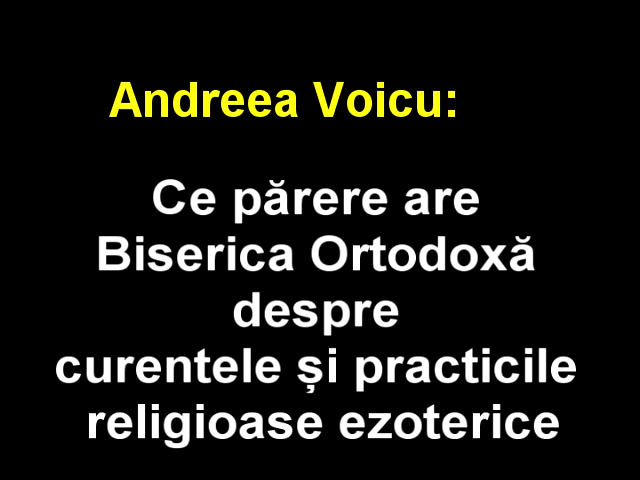 Andreea Voicu:
Ce părere are
Biserica Ortodoxă
despre
curentele și practicile
religioase ezoterice